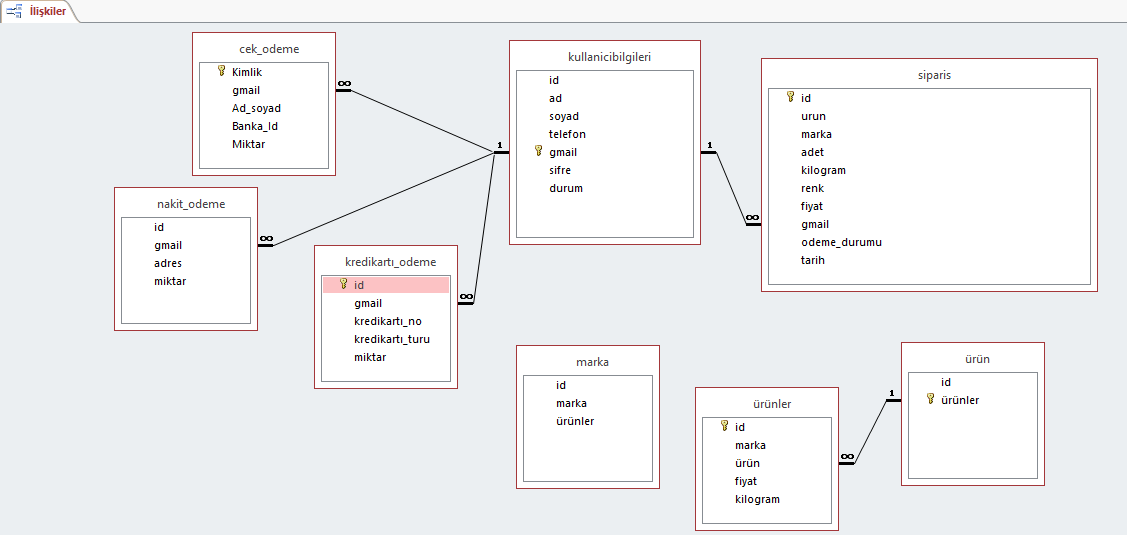 İlişkiler
cek_odeme
Kimlik
gmail
Ad_soyad
Banka_Id
Miktar
kullanicibilgileri
id
ad
soyad
telefon
gmail
sifre
durum
siparis
id
urun
marka
adet
kilogram
renk
fiyat
gmail
odeme_durumu
tarih
nakit_odeme
id
gmail
adres
miktar
kredikartı_odeme
id
gmail
kredikartı_no
kredikartı_turu
miktar
marka
id
marka
ürünler
ürünler
id
marka
ürün
fiyat
kilogram
ürün
id
ürünler
∞
∞
∞
1
1
∞
1
∞